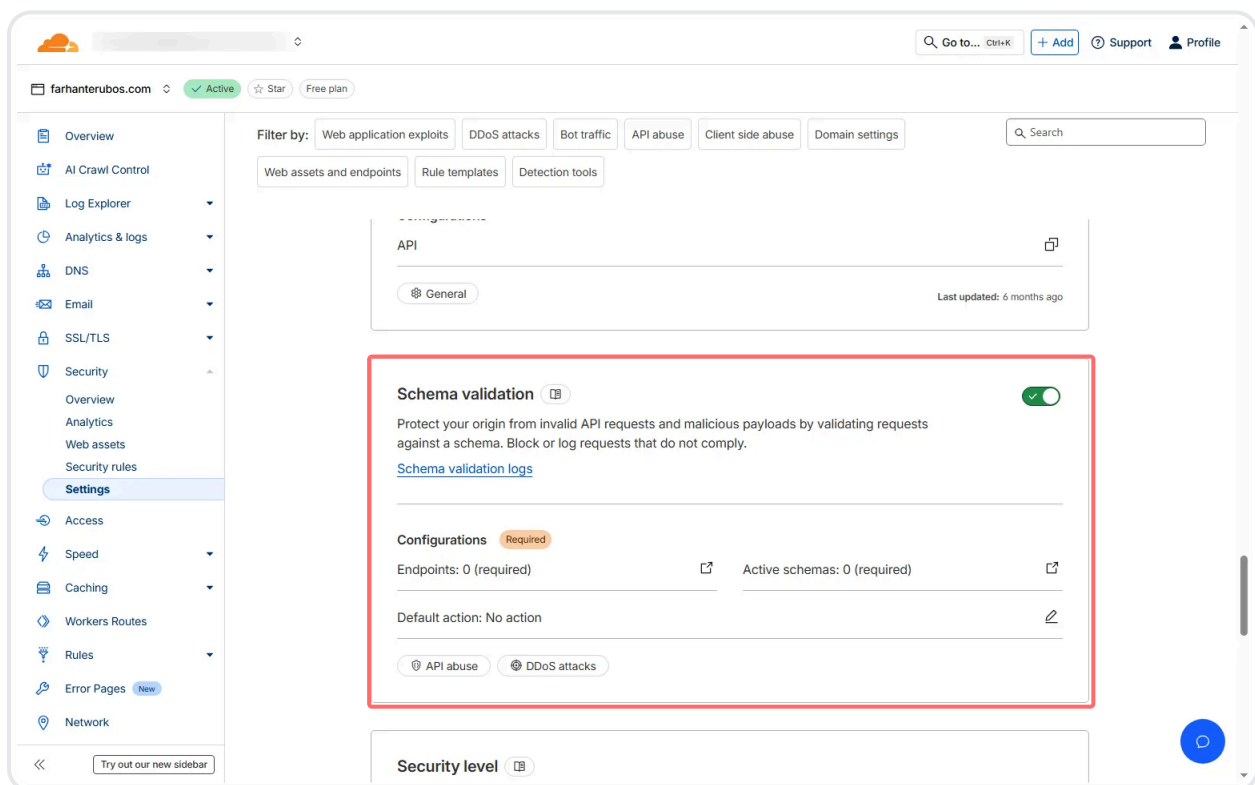 Go to... Ctrl+K
+ Add
Support
Profile
farhanterubos.com
Active
Star
Free plan
Overview
AI Crawl Control
Log Explorer
Analytics & logs
DNS
Email
SSL/TLS
Security
Overview
Analytics
Web assets
Security rules
Settings
Access
Speed
Caching
Workers Routes
Rules
Error Pages New
Network
Try out our new sidebar
Filter by: Web application exploits DDoS attacks Bot traffic API abuse Client side abuse Domain settings
Web assets and endpoints Rule templates Detection tools
Search
API
General
Last updated: 6 months ago
Schema validation
Protect your origin from invalid API requests and malicious payloads by validating requests
against a schema. Block or log requests that do not comply.
Schema validation logs
Configurations Required
Endpoints: 0 (required)
Active schemas: 0 (required)
Default action: No action
API abuse DDoS attacks
Security level